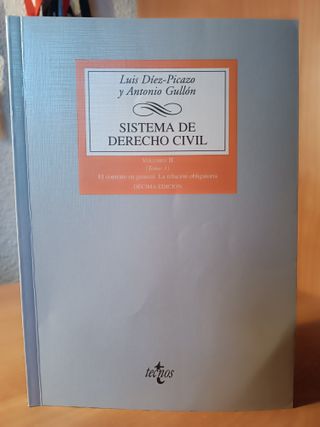 Luis Díez-Picazo
y Antonio Gullón
SISTEMA DE
DERECHO CIVIL
VOLUMEN II
(Tomo 1)
El contrato en general. La relación obligatoria
DÉCIMA EDICIÓN
tecnos